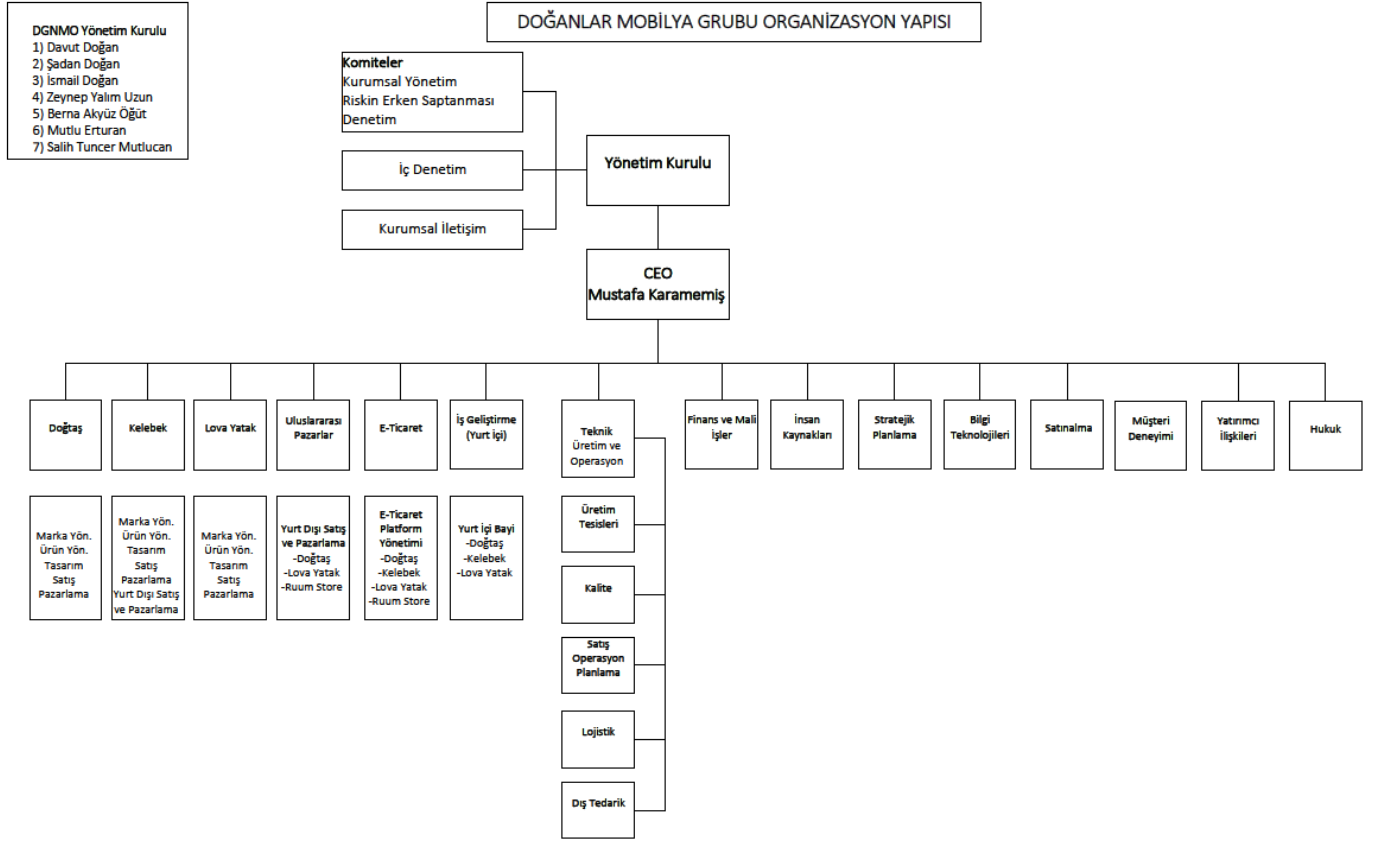 DOĞANLAR MOBİLYA GRUBU ORGANİZASYON YAPISI
DGNMO Yönetim Kurulu
1) Davut Doğan
2) Şadan Doğan
3) İsmail Doğan
4) Zeynep Yalım Uzun
5) Berna Akyüz Öğüt
6) Mutlu Erturan
7) Salih Tuncer Mutlucan
Komiteler
Kurumsal Yönetim
Riskin Erken Saptanması
Denetim
İç Denetim
Kurumsal İletişim
Yönetim Kurulu
CEO
Mustafa Karamemiş
Doğtaş
Kelebek
Lova Yatak
Uluslararası
Pazarlar
E-Ticaret
İş Geliştirme
(Yurt İçi)
Teknik
Üretim ve
Operasyon
Finans ve Mali
İşler
İnsan
Kaynakları
Stratejik
Planlama
Bilgi
Teknolojileri
Satınalma
Müşteri
Deneyimi
Yatırımcı
İlişkileri
Hukuk
Marka Yön.
Ürün Yön.
Tasarım
Satış
Pazarlama
Marka Yön.
Ürün Yön.
Tasarım
Satış
Pazarlama
Yurt Dışı Satış
ve Pazarlama
Marka Yön.
Ürün Yön.
Tasarım
Satış
Pazarlama
Yurt Dışı Satış
ve Pazarlama
-Doğtaş
-Lova Yatak
-Ruum Store
E-Ticaret
Platform
Yönetimi
-Doğtaş
-Kelebek
-Lova Yatak
-Ruum Store
Yurt İçi Bayi
-Doğtaş
-Kelebek
-Lova Yatak
Üretim
Tesisleri
Kalite
Satış
Operasyon
Planlama
Lojistik
Dış Tedarik